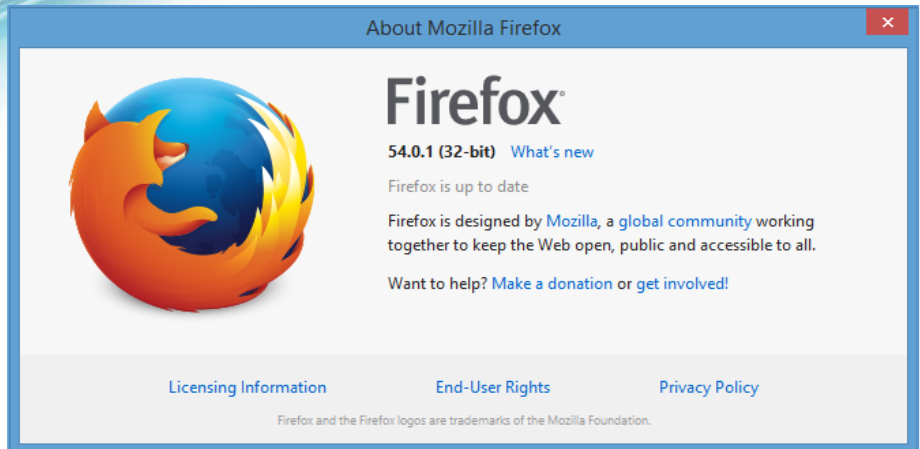 About Mozilla Firefox
Firefox
54.0.1 (32-bit) What's new
Firefox is up to date
Firefox is designed by Mozilla, a global community working
together to keep the Web open, public and accessible to all.
Want to help? Make a donation or get involved!
Licensing Information End-User Rights Privacy Policy
Firefox and the Firefox logos are trademarks of the Mozilla Foundation.